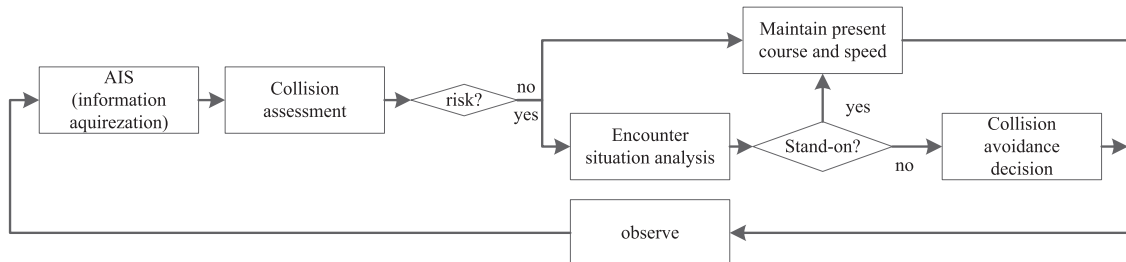 AIS
(information
aquirezation)
Collision
assessment
risk?
no
yes
Maintain present
course and speed
Encounter
situation analysis
Stand-on?
yes
no
Collision
avoidance
decision
observe